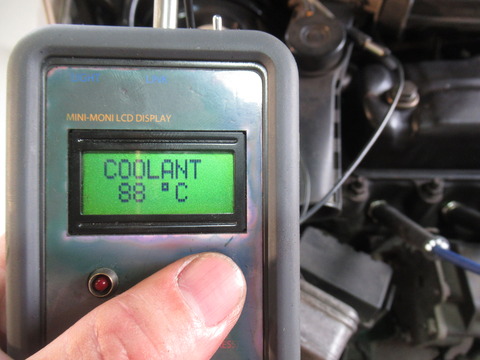 MINI-MONI LCD DISPLAY
COOLANT
88 °C